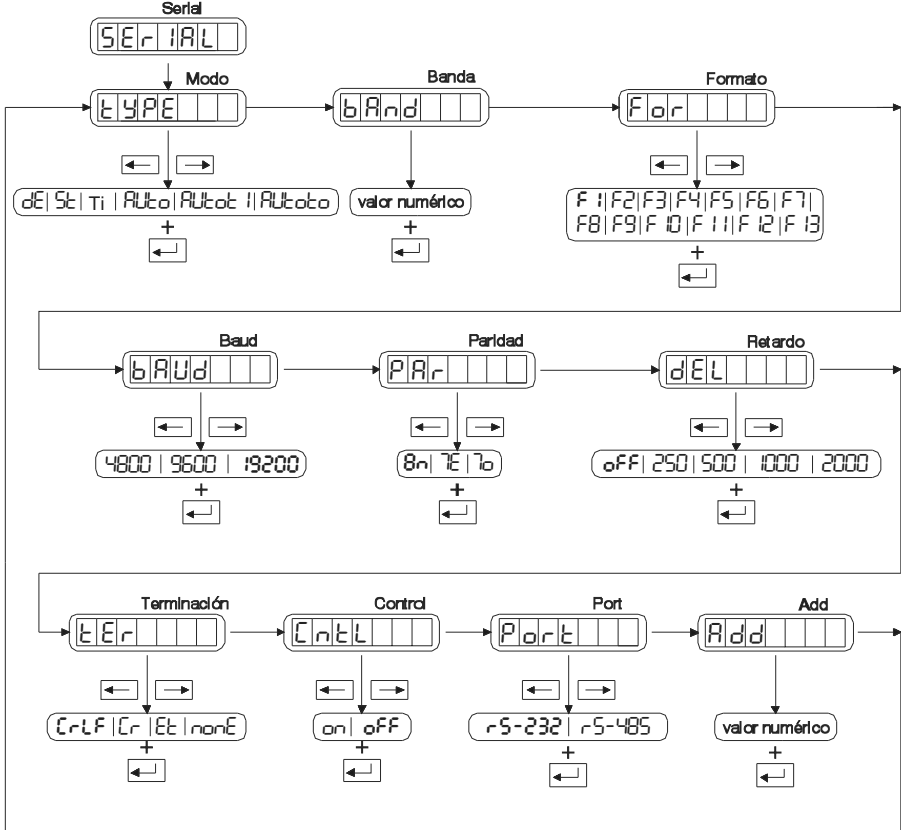 Serial
SErIAL
Modo
tYPE
Banda
bAnd
Formato
For
dE| St| Ti | AUto |AUtot I|AUtoto
+
valor numérico
+
F 1|F2|F3|F4|F5|F6|F7|
F8|F9|F 10|F 11|F 12|F 13
+
Baud
bAUd
Paridad
PAr
Retardo
dEL
4800 | 9600 | 19200
+
8n| 7E |7o
+
oFF| 250|500 | 1000 | 2000
+
Terminación
tEr
Control
CntL
Port
Port
Add
Add
CrLF |Cr |Et |nonE
+
on| oFF
+
rS-232| rS-485
+
valor numérico
+